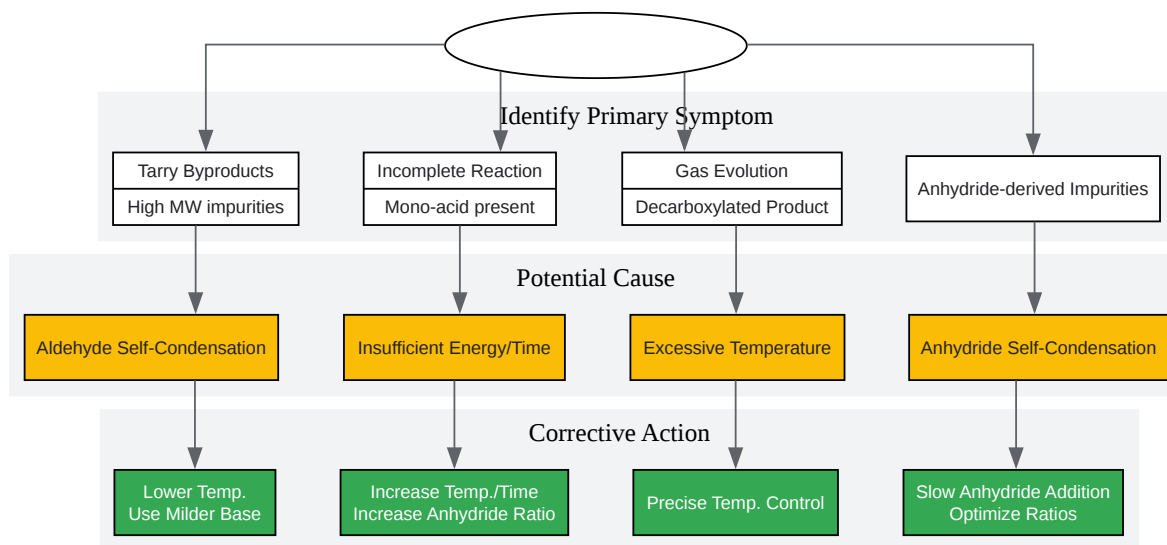 Identify Primary Symptom
Tarry Byproducts
High MW impurities
Incomplete Reaction
Mono-acid present
Gas Evolution
Decarboxylated Product
Anhydride-derived Impurities
Potential Cause
Aldehyde Self-Condensation
Insufficient Energy/Time
Excessive Temperature
Anhydride Self-Condensation
Corrective Action
Lower Temp.
Use Milder Base
Increase Temp./Time
Increase Anhydride Ratio
Precise Temp. Control
Slow Anhydride Addition
Optimize Ratios